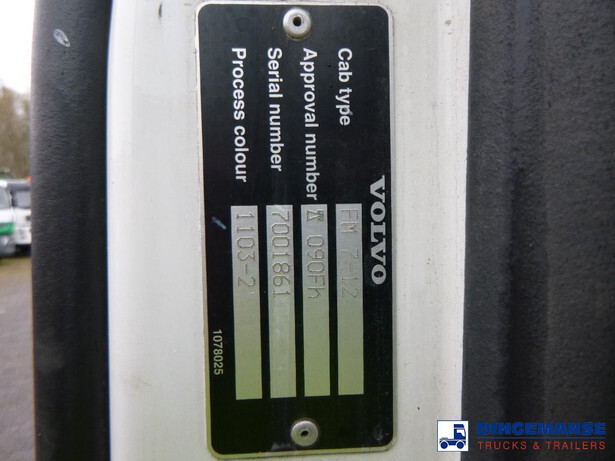 VOLVO
Cab type FM 7-12
Approval number 090Fh
Serial number 7001861
Process colour 1103-2
1078025
DINGEMANSE
TRUCKS & TRAILERS